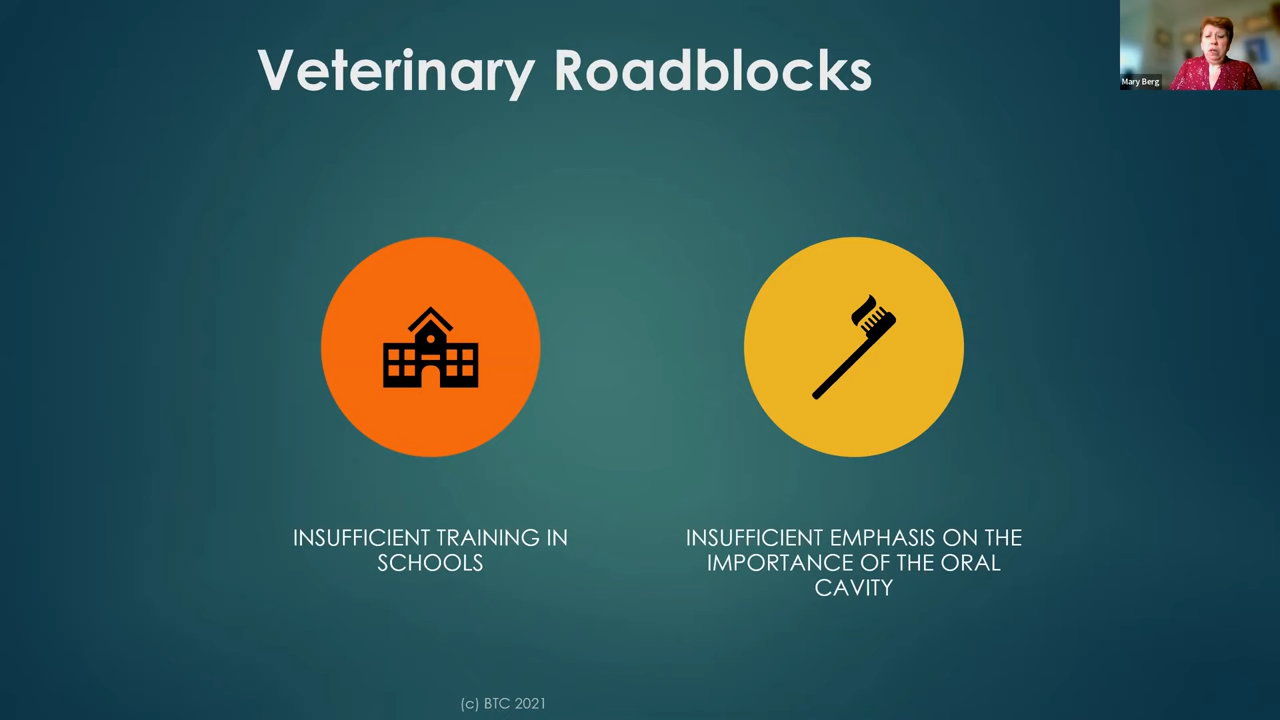 Veterinary Roadblocks
Mary Berg
INSUFFICIENT TRAINING IN
SCHOOLS
INSUFFICIENT EMPHASIS ON THE
IMPORTANCE OF THE ORAL
CAVITY
(c) BTC 2021